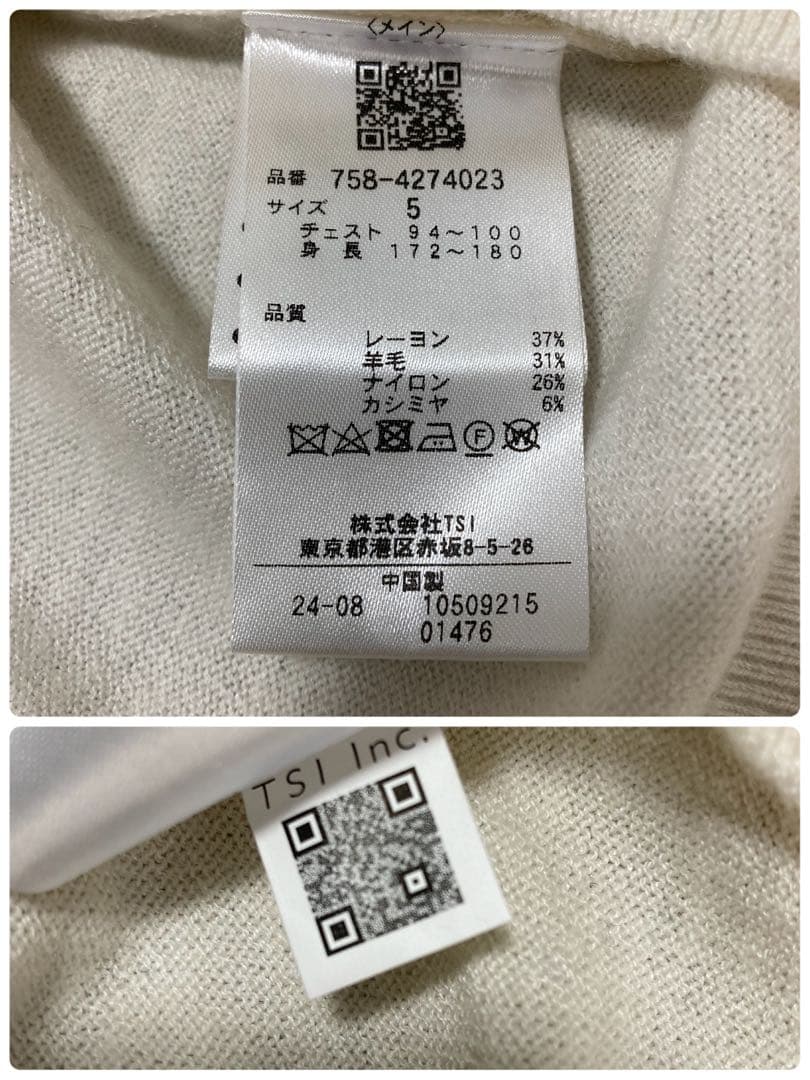 〈メイン〉
品番 758-4274023
サイズ 5
チェスト 94～100
身長 172～180
品質
レーヨン 37%
羊毛 31%
ナイロン 26%
カシミヤ 6%
F
W
株式会社TSI
東京都港区赤坂8-5-26
中国製
24-08 10509215
01476
TSI Inc.